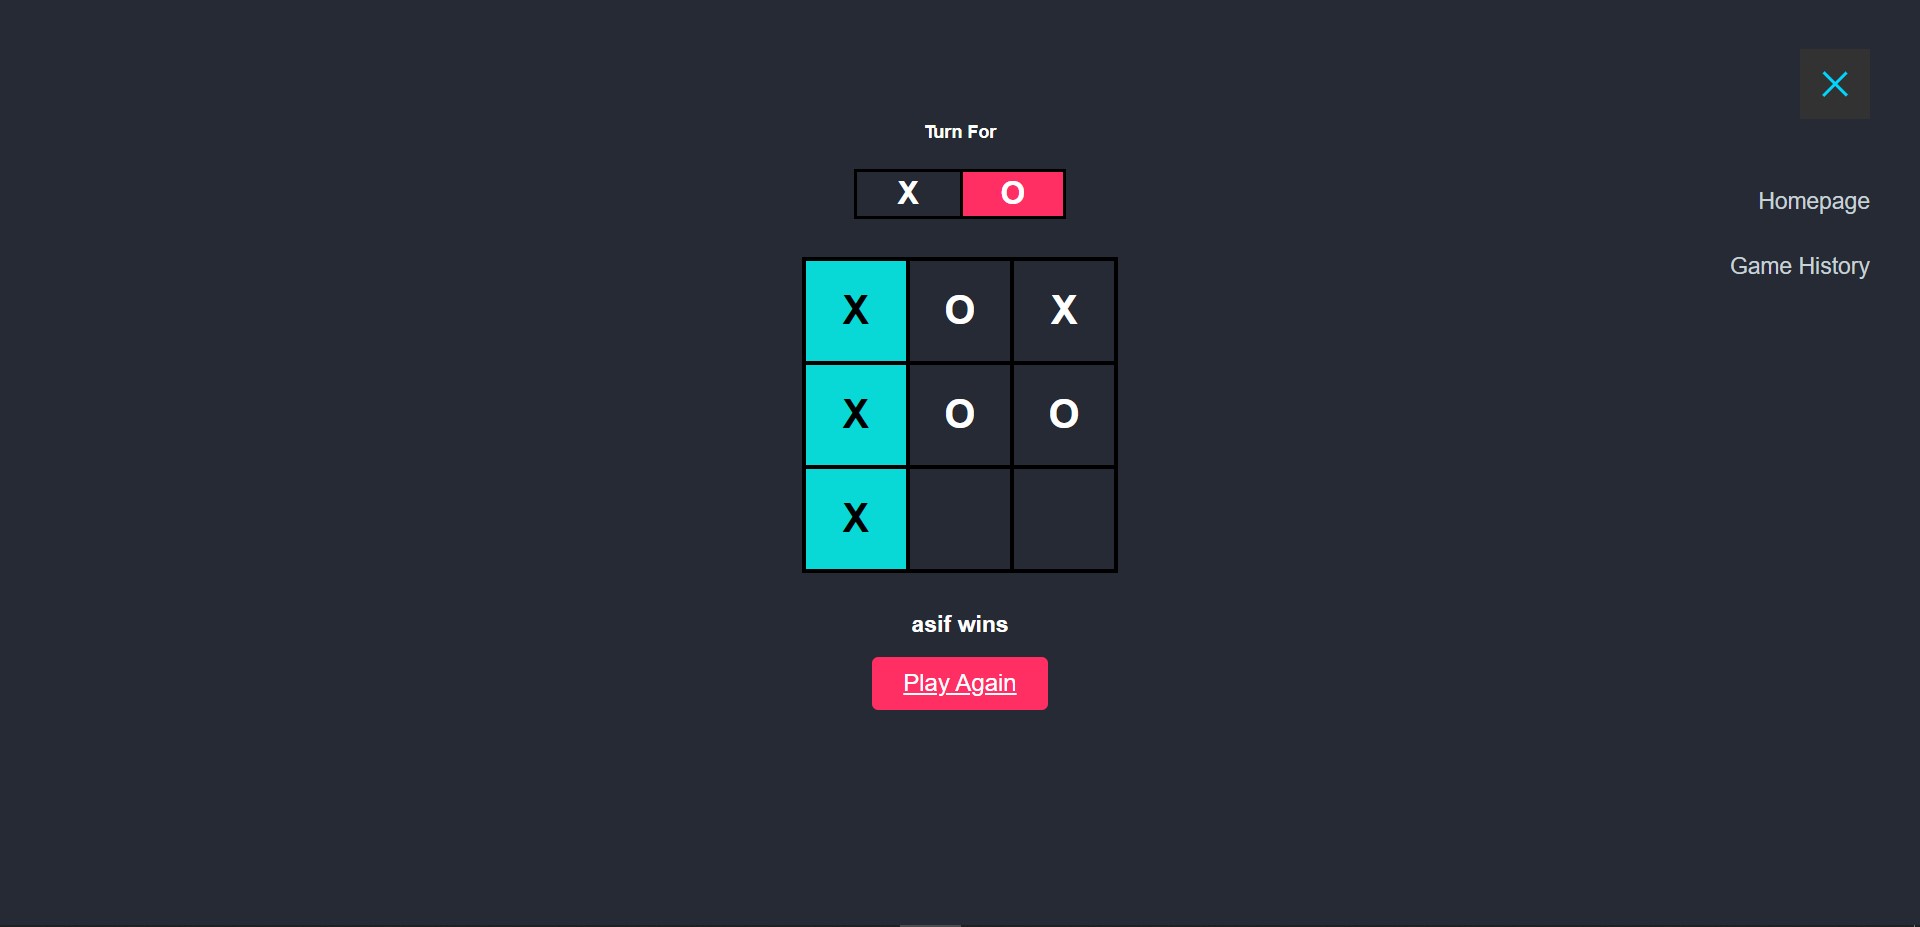 Turn For
X O
X O X
X O O
X
asif wins
Play Again
Homepage
Game History